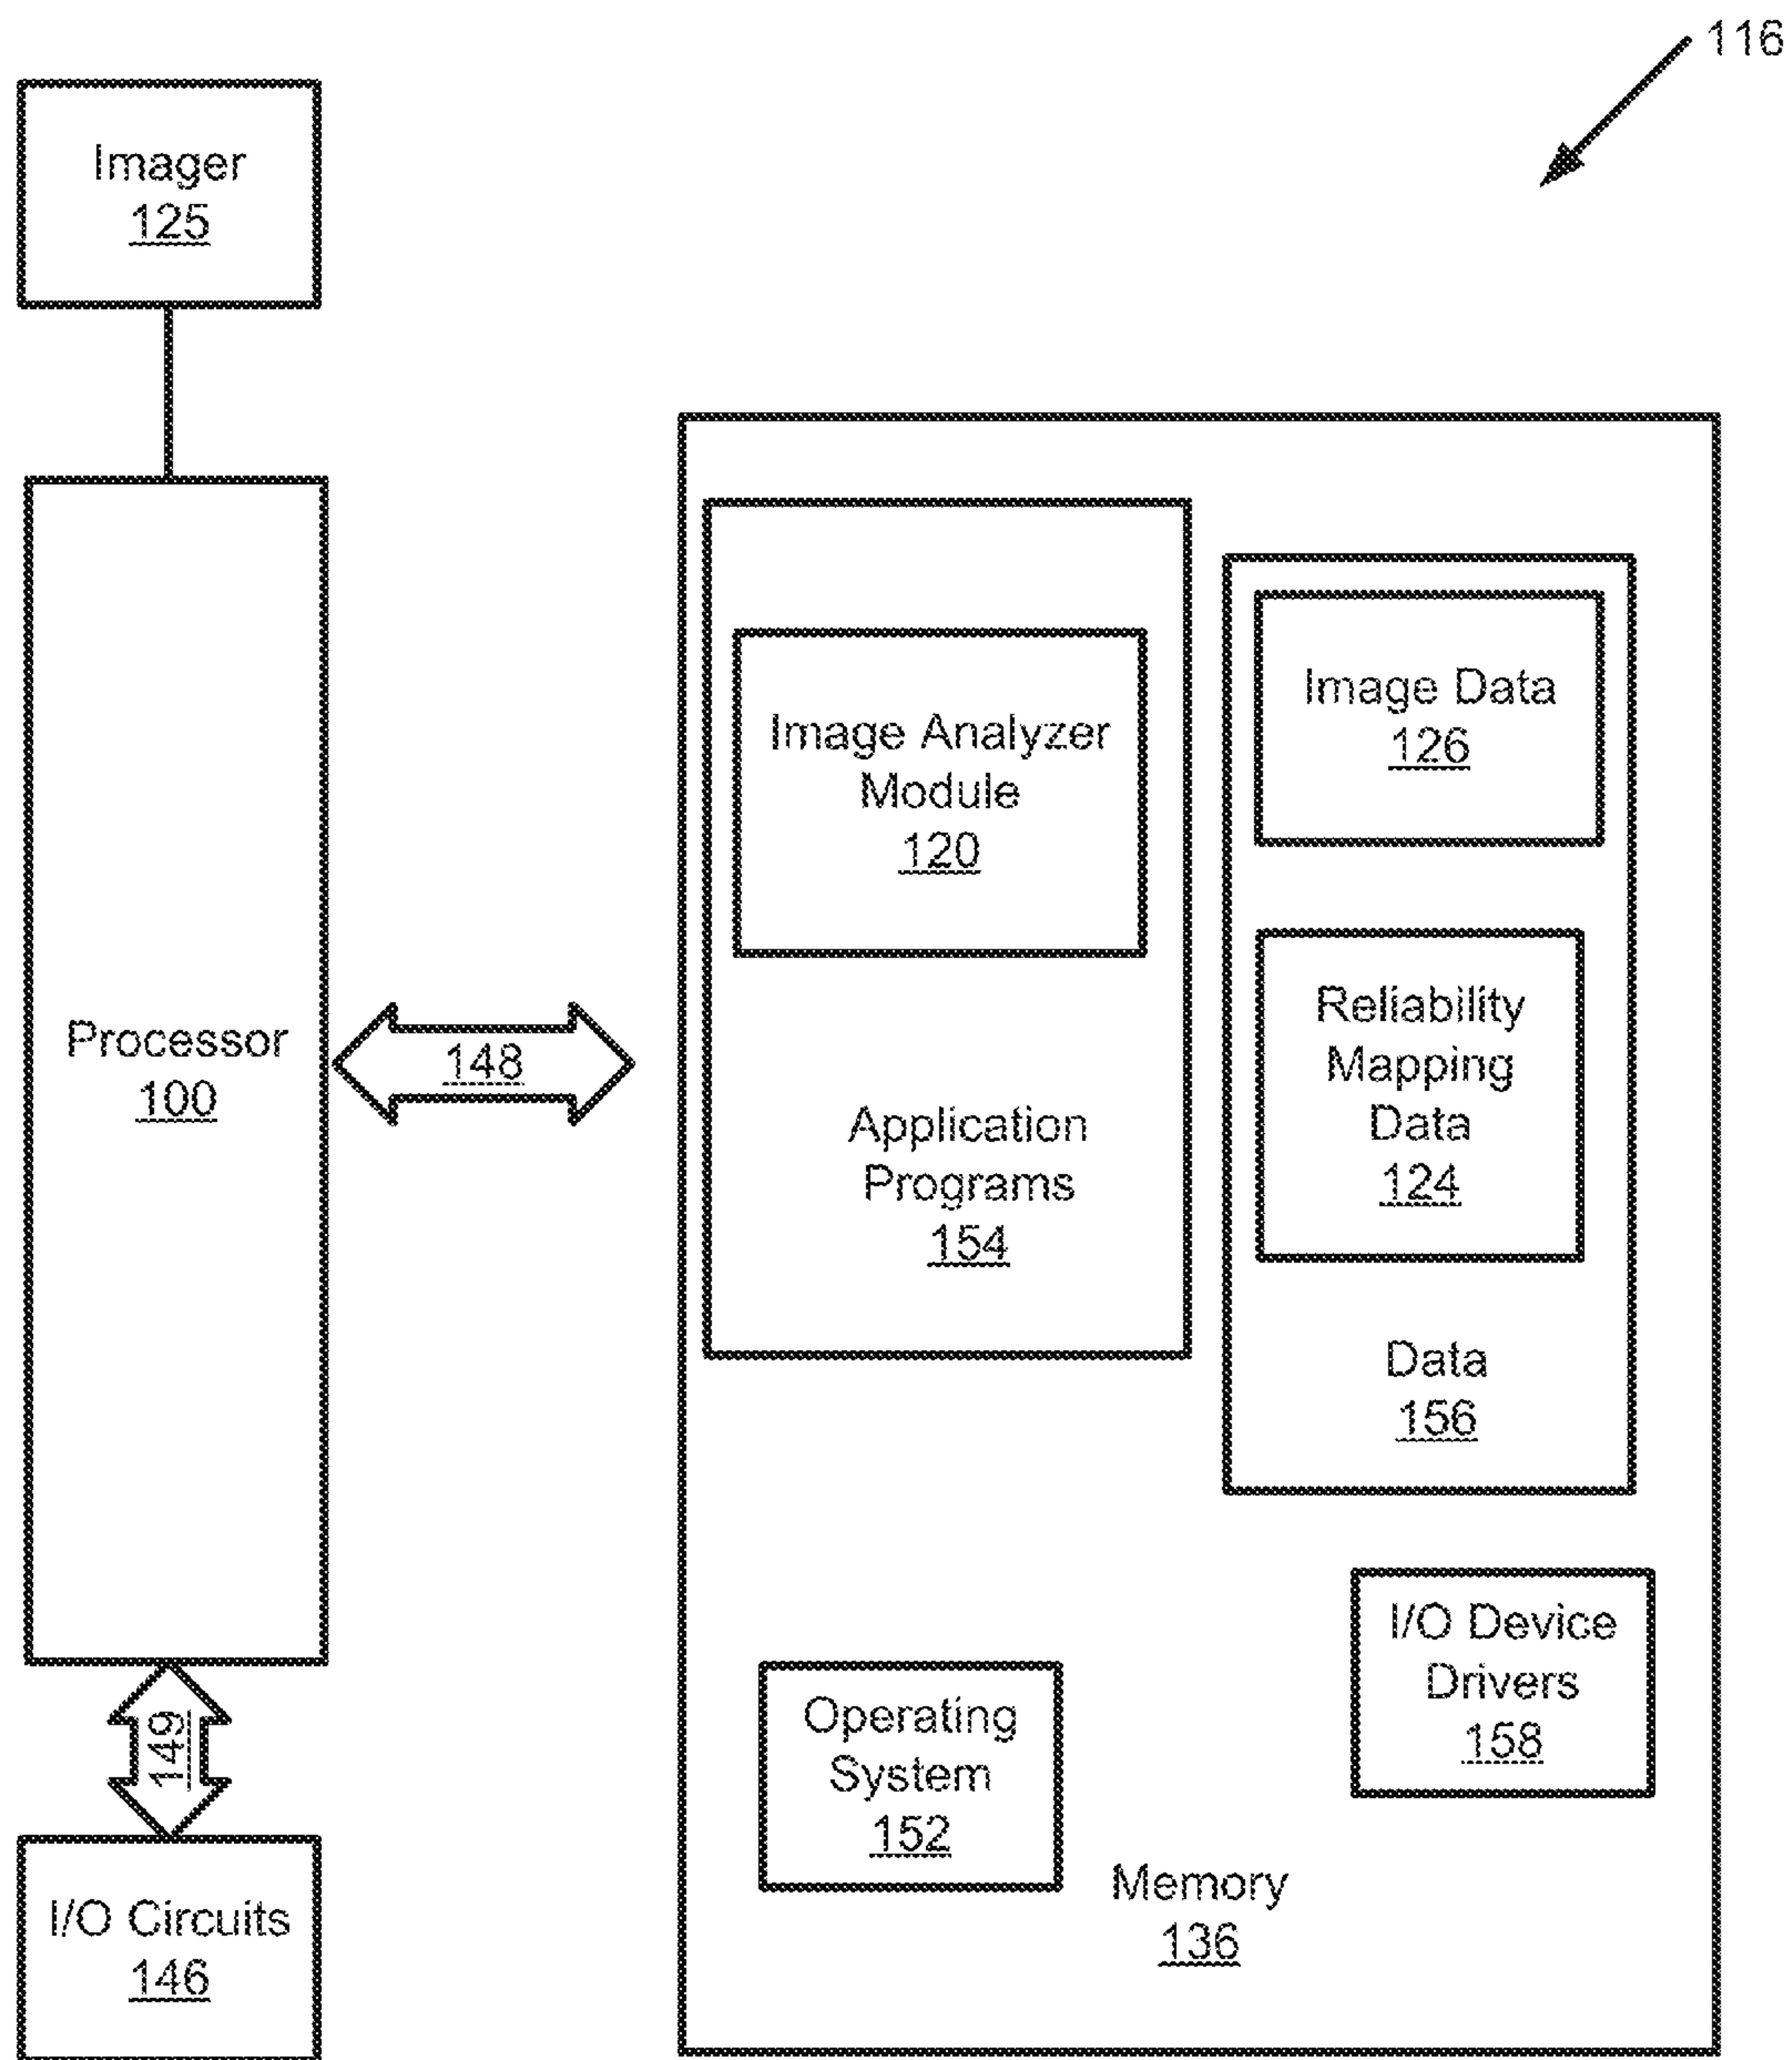 116
Imager
125
Image Data
126
Image Analyzer
Module
120
Reliability
Mapping
Data
124
Processor
100
148
Application
Programs
154
Data
156
I/O Device
Drivers
158
Operating
System
152
149
Memory
136
I/O Circuits
146